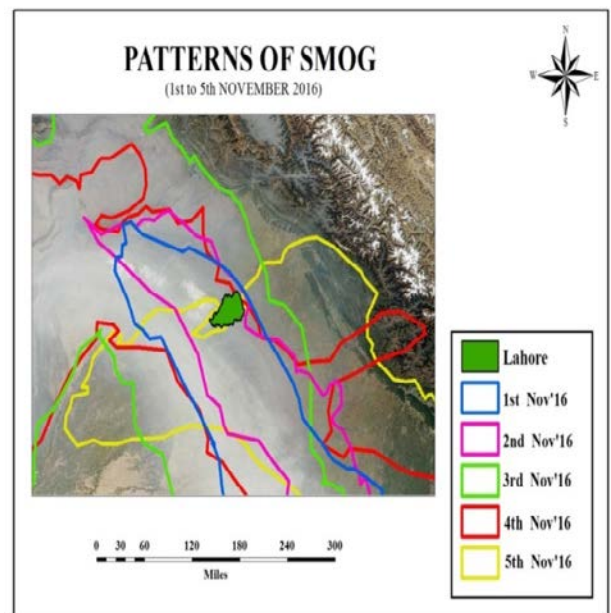 PATTERNS OF SMOG
(1st to 5th NOVEMBER 2016)
N
W E
S
Lahore
1st Nov'16
2nd Nov'16
3rd Nov'16
4th Nov'16
5th Nov'16
0 30 60 120 180 240 300
Miles